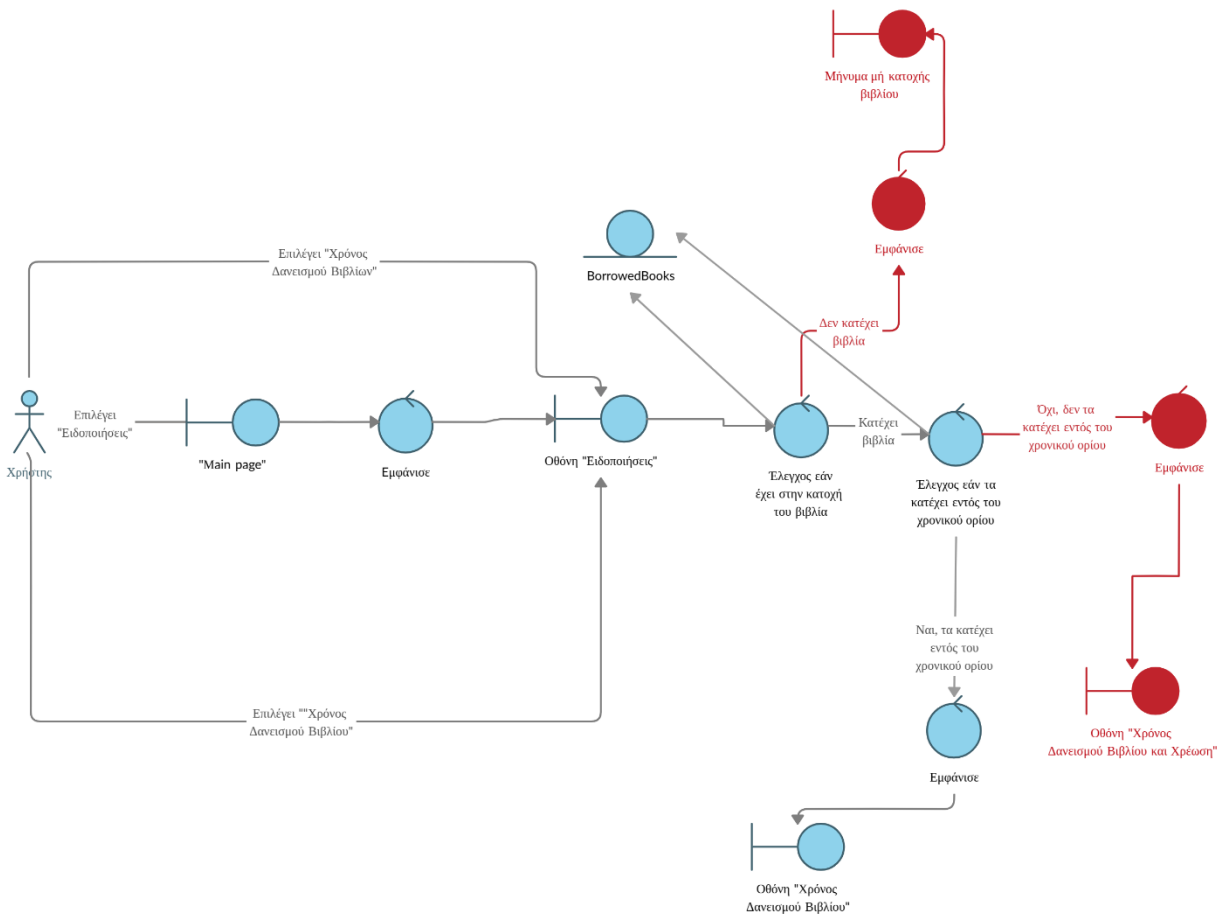 Μήνυμα μή κατοχής
βιβλίου
Εμφάνισε
Επιλέγει "Χρόνος
Δανεισμού Βιβλίων"
BorrowedBooks
Δεν κατέχει
βιβλία
Χρήστης
Επιλέγει
"Ειδοποιήσεις"
"Main page"
Εμφάνισε
Οθόνη "Ειδοποιήσεις"
Έλεγχος εάν
έχει στην κατοχή
του βιβλία
Κατέχει
βιβλία
Έλεγχος εάν τα
κατέχει εντός του
χρονικού ορίου
Όχι, δεν τα
κατέχει εντός του
χρονικού ορίου
Εμφάνισε
Ναι, τα κατέχει
εντός του
χρονικού ορίου
Επιλέγει ""Χρόνος
Δανεισμού Βιβλίου"
Οθόνη "Χρόνος
Δανεισμού Βιβλίου και Χρέωση"
Εμφάνισε
Οθόνη "Χρόνος
Δανεισμού Βιβλίου"